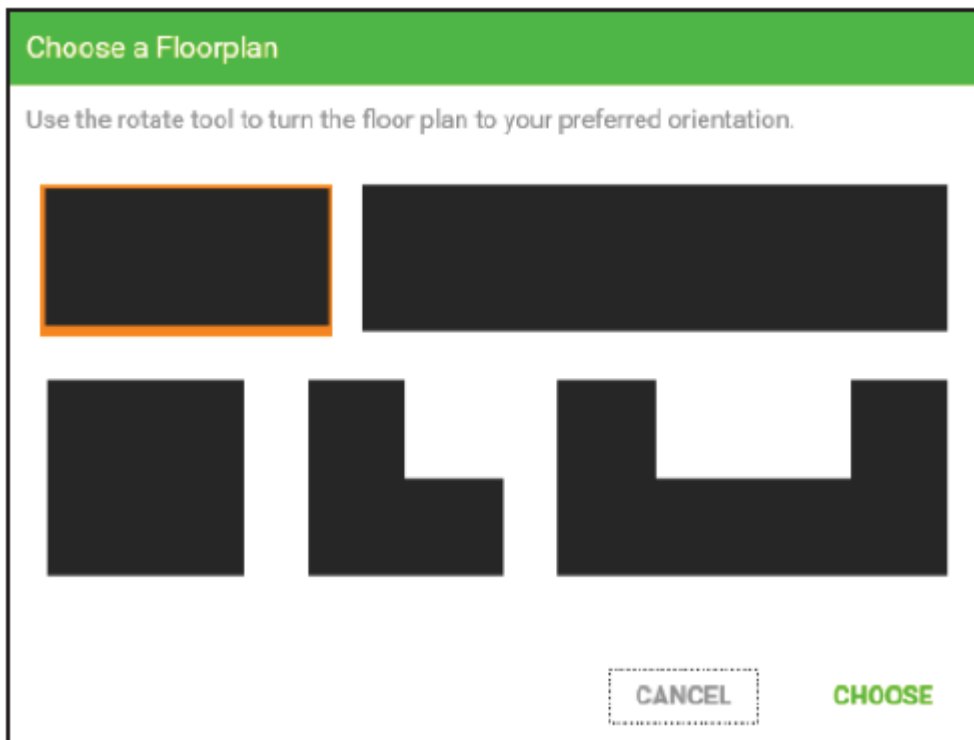 Choose a Floorplan
Use the rotate tool to turn the floor plan to your preferred orientation.
CANCEL CHOOSE